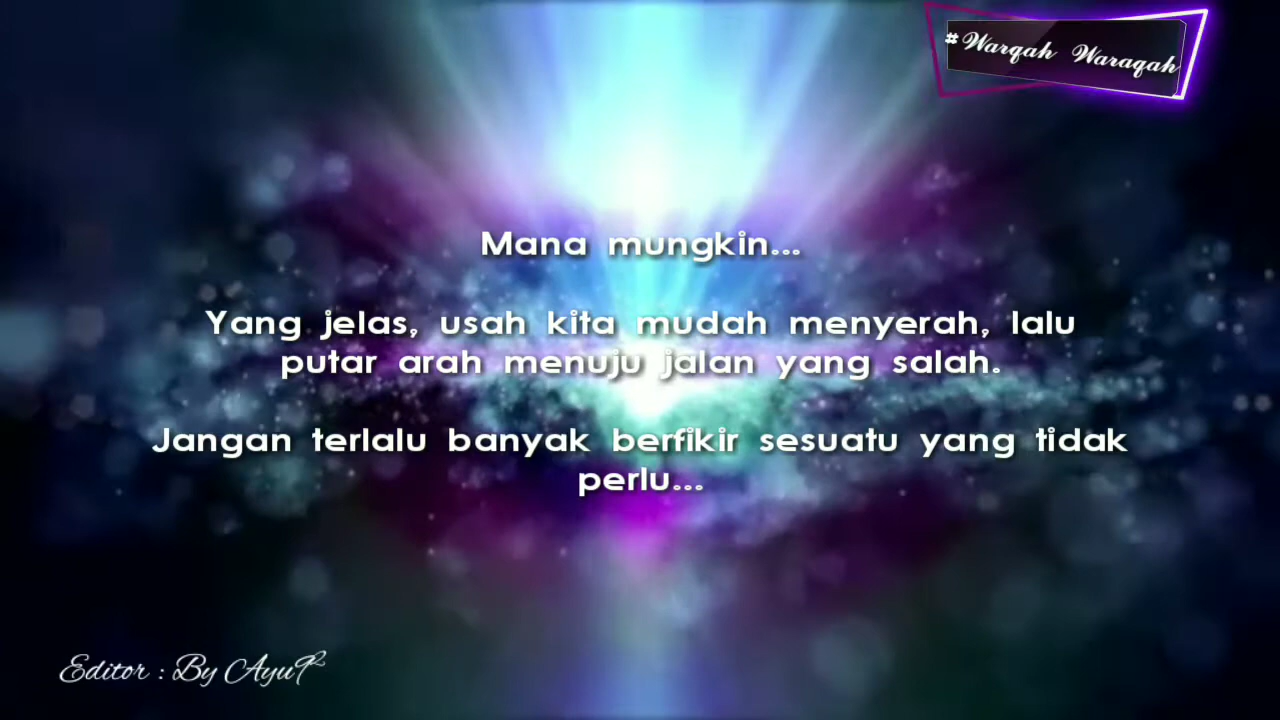 #Warqah Waraqah
Mana mungkin...
Yang jelas, usah kita mudah menyerah, lalu
putar arah menuju jalan yang salah.
Jangan terlalu banyak berfikir sesuatu yang tidak
perlu...
Editor : By Ayu